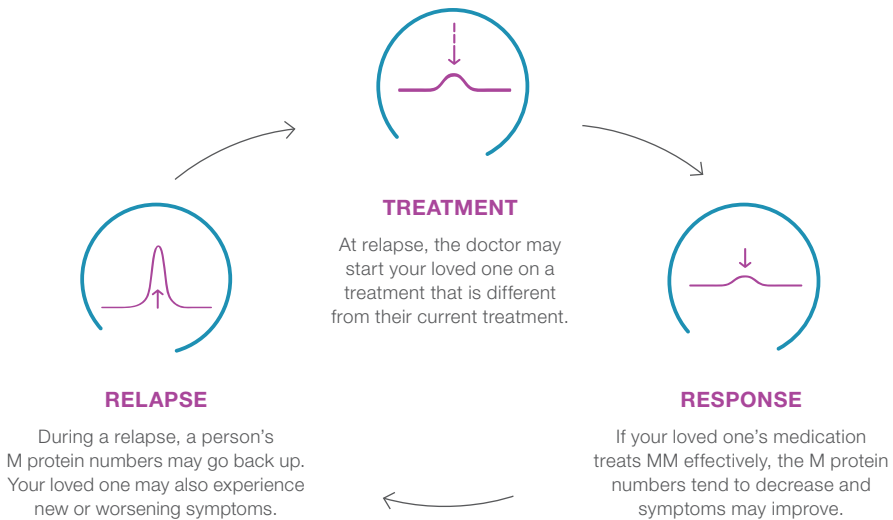 TREATMENT
At relapse, the doctor may
start your loved one on a
treatment that is different
from their current treatment.
RELAPSE
During a relapse, a person’s
M protein numbers may go back up.
Your loved one may also experience
new or worsening symptoms.
RESPONSE
If your loved one’s medication
treats MM effectively, the M protein
numbers tend to decrease and
symptoms may improve.